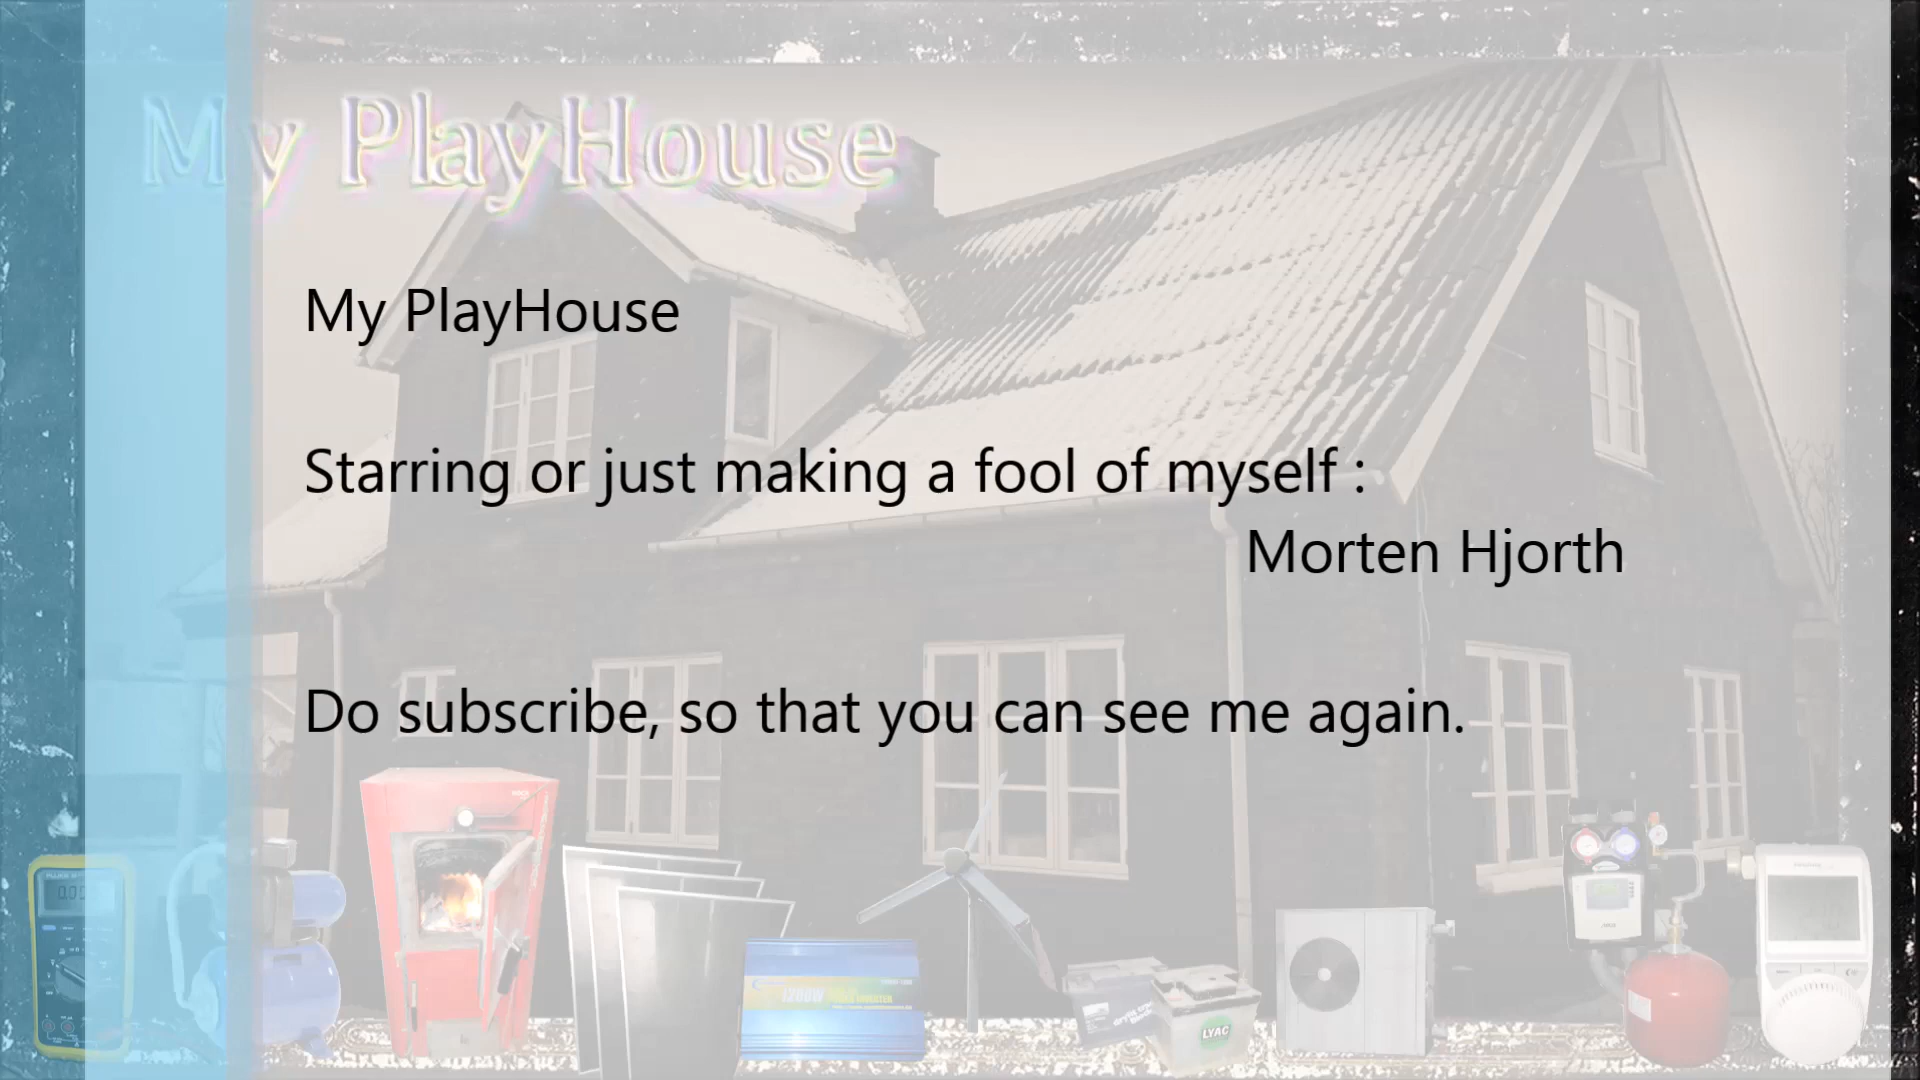 My PlayHouse
My PlayHouse
Starring or just making a fool of myself :
Morten Hjorth
Do subscribe, so that you can see me again.
1200W
LYAC